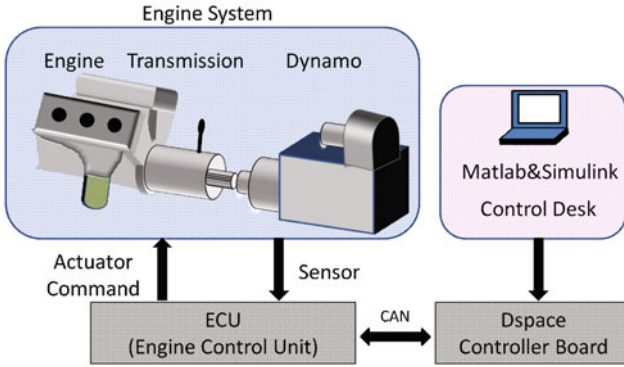 Engine System
Engine Transmission Dynamo
Matlab&Simulink
Control Desk
Actuator
Command
Sensor
ECU
(Engine Control Unit)
CAN
Dspace
Controller Board